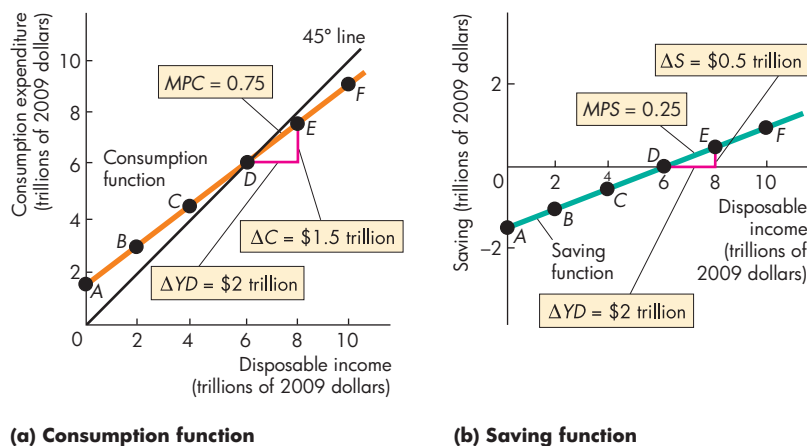 Consumption expenditure
(trillions of 2009 dollars)
10
8
6
4
2
0
2
4
6
8
10
45° line
MPC = 0.75
Consumption
function
A
B
C
D
E
F
ΔC = $1.5 trillion
ΔYD = $2 trillion
Disposable income
(trillions of 2009 dollars)
(a) Consumption function
Saving (trillions of 2009 dollars)
2
0
–2
2
4
6
8
10
ΔS = $0.5 trillion
MPS = 0.25
A
B
C
D
E
F
Saving
function
Disposable
income
(trillions of
2009 dollars)
ΔYD = $2 trillion
(b) Saving function